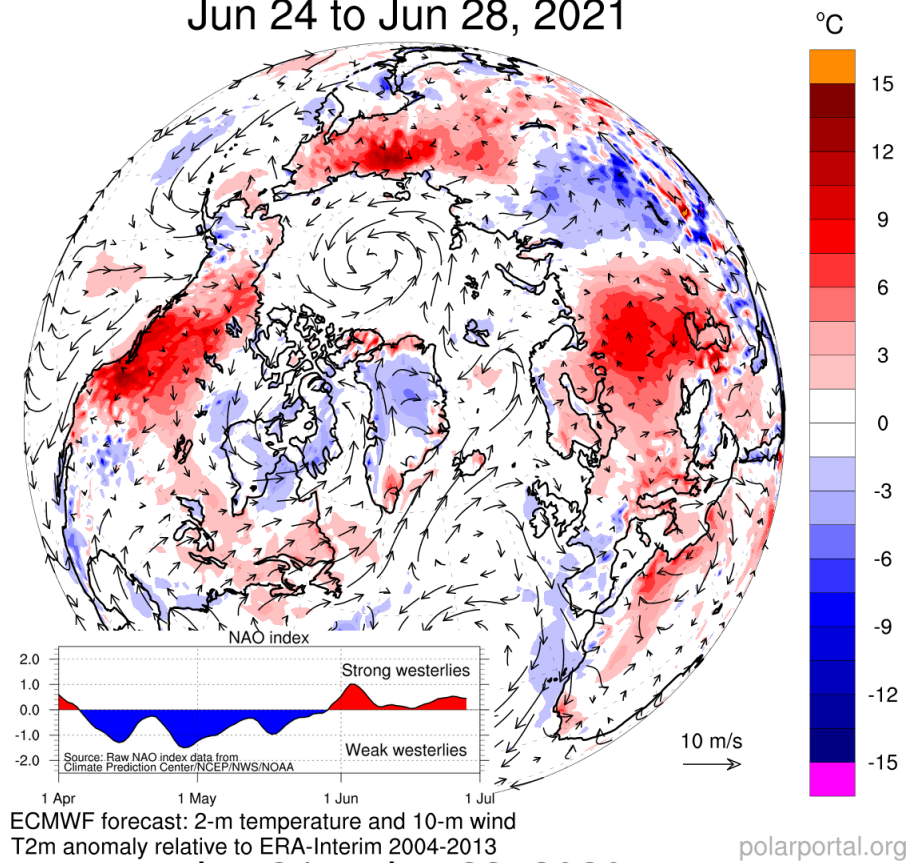 Jun 24 to Jun 28, 2021
°C
15
12
9
6
3
0
-3
-6
-9
-12
-15
NAO index
2.0
1.0
0.0
-1.0
-2.0
Strong westerlies
Weak westerlies
Source: Raw NAO index data from
Climate Prediction Center/NCEP/NWS/NOAA
1 Apr
1 May
1 Jun
1 Jul
10 m/s
ECMWF forecast: 2-m temperature and 10-m wind
T2m anomaly relative to ERA-Interim 2004-2013
polarportal.org